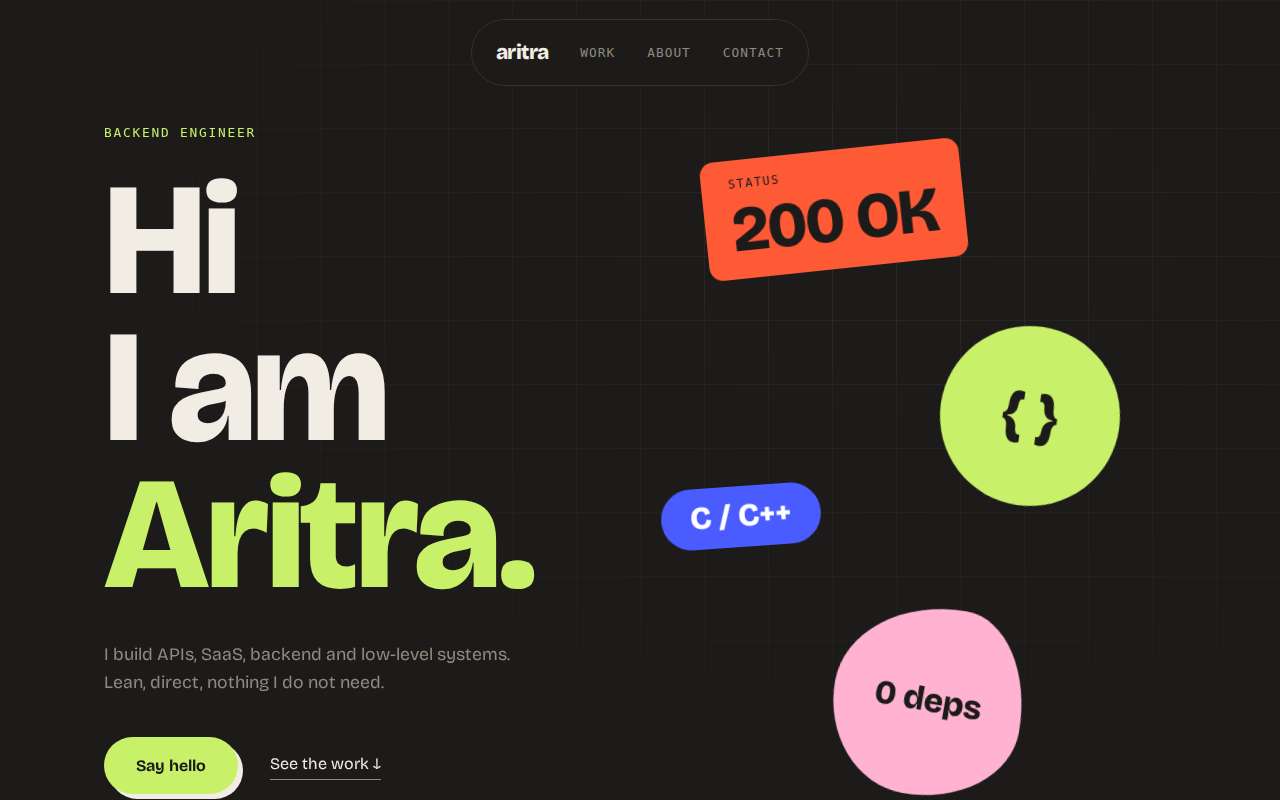 aritra WORK ABOUT CONTACT
BACKEND ENGINEER
Hi
I am
Aritra.
I build APIs, SaaS, backend and low-level systems.
Lean, direct, nothing I do not need.
Say hello
See the work ↓
STATUS
200 OK
{ }
C / C++
0 deps